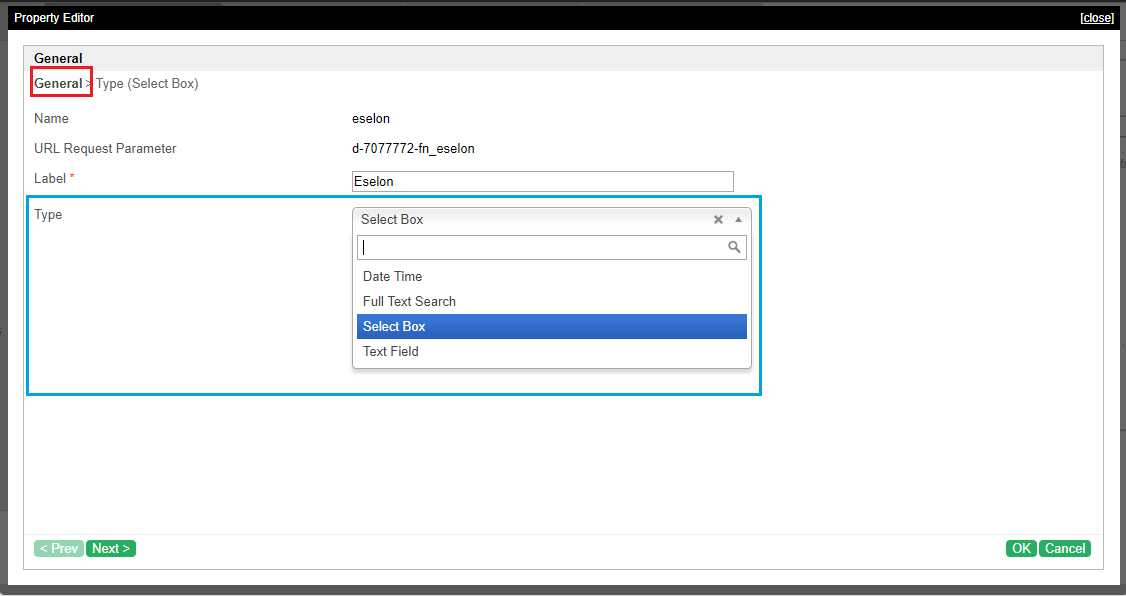 Property Editor [close]
General
General > Type (Select Box)
Name eselon
URL Request Parameter d-7077772-fn_eselon
Label * Eselon
Type Select Box
Date Time
Full Text Search
Select Box
Text Field
< Prev Next > OK Cancel